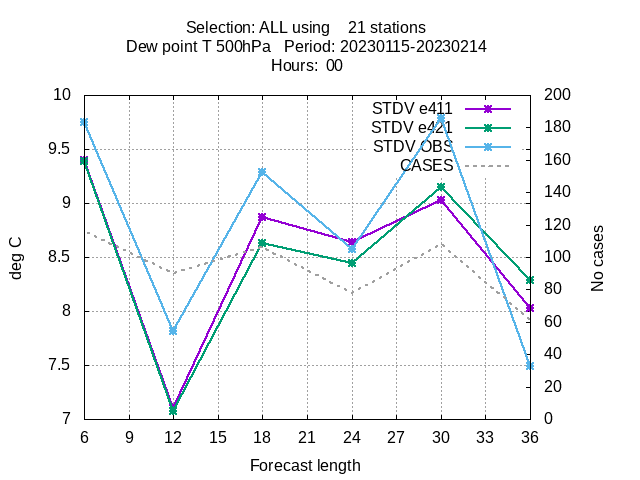 Selection: ALL using    21 stations
Dew point T 500hPa   Period: 20230115-20230214
Hours:  00
STDV e411
STDV e421
STDV OBS
CASES
10
9.5
9
8.5
8
7.5
7
deg C
200
180
160
140
120
100
80
60
40
20
0
No cases
6 9 12 15 18 21 24 27 30 33 36
Forecast length